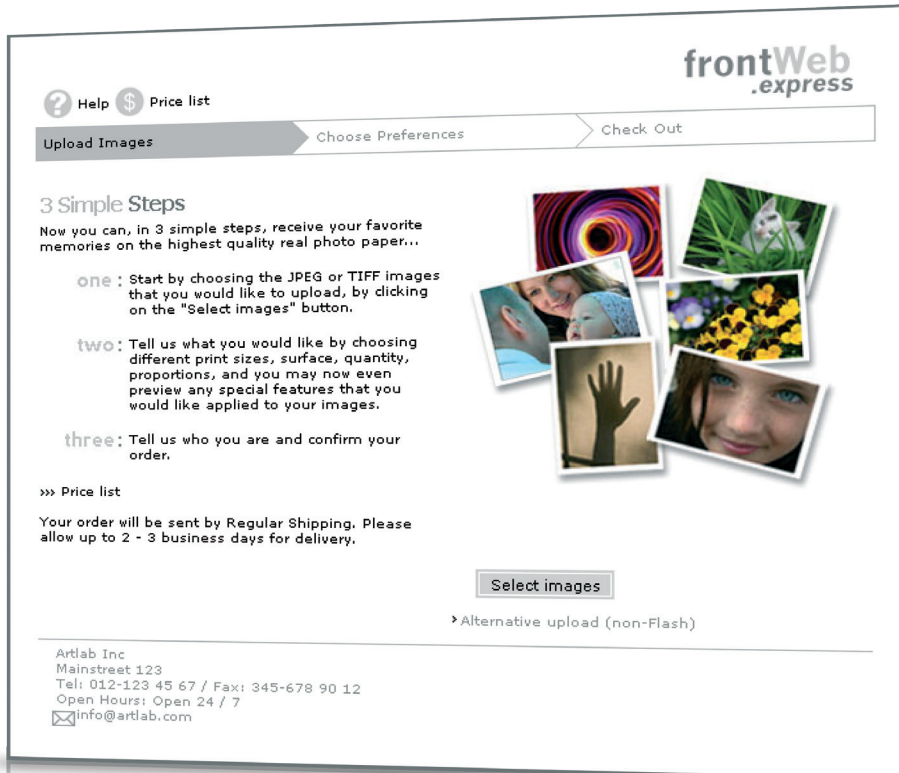 frontWeb
.express
? Help $ Price list
Upload Images
Choose Preferences
Check Out
3 Simple Steps
Now you can, in 3 simple steps, receive your favorite
memories on the highest quality real photo paper...
one : Start by choosing the JPEG or TIFF images
that you would like to upload, by clicking
on the "Select images" button.
two : Tell us what you would like by choosing
different print sizes, surface, quantity,
proportions, and you may now even
preview any special features that you
would like applied to your images.
three : Tell us who you are and confirm your
order.
››› Price list
Your order will be sent by Regular Shipping. Please
allow up to 2 - 3 business days for delivery.
Select images
› Alternative upload (non-Flash)
Artlab Inc
Mainstreet 123
Tel: 012-123 45 67 / Fax: 345-678 90 12
Open Hours: Open 24 / 7
info@artlab.com